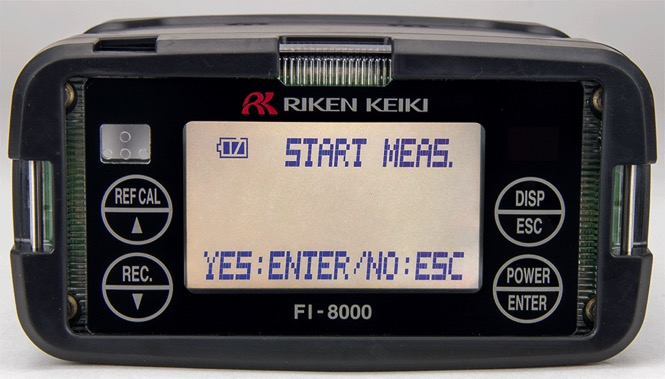 RIKEN KEIKI
START MEAS.
REF CAL
DISP
ESC
REC.
YES:ENTER/NO:ESC
POWER
ENTER
FI-8000